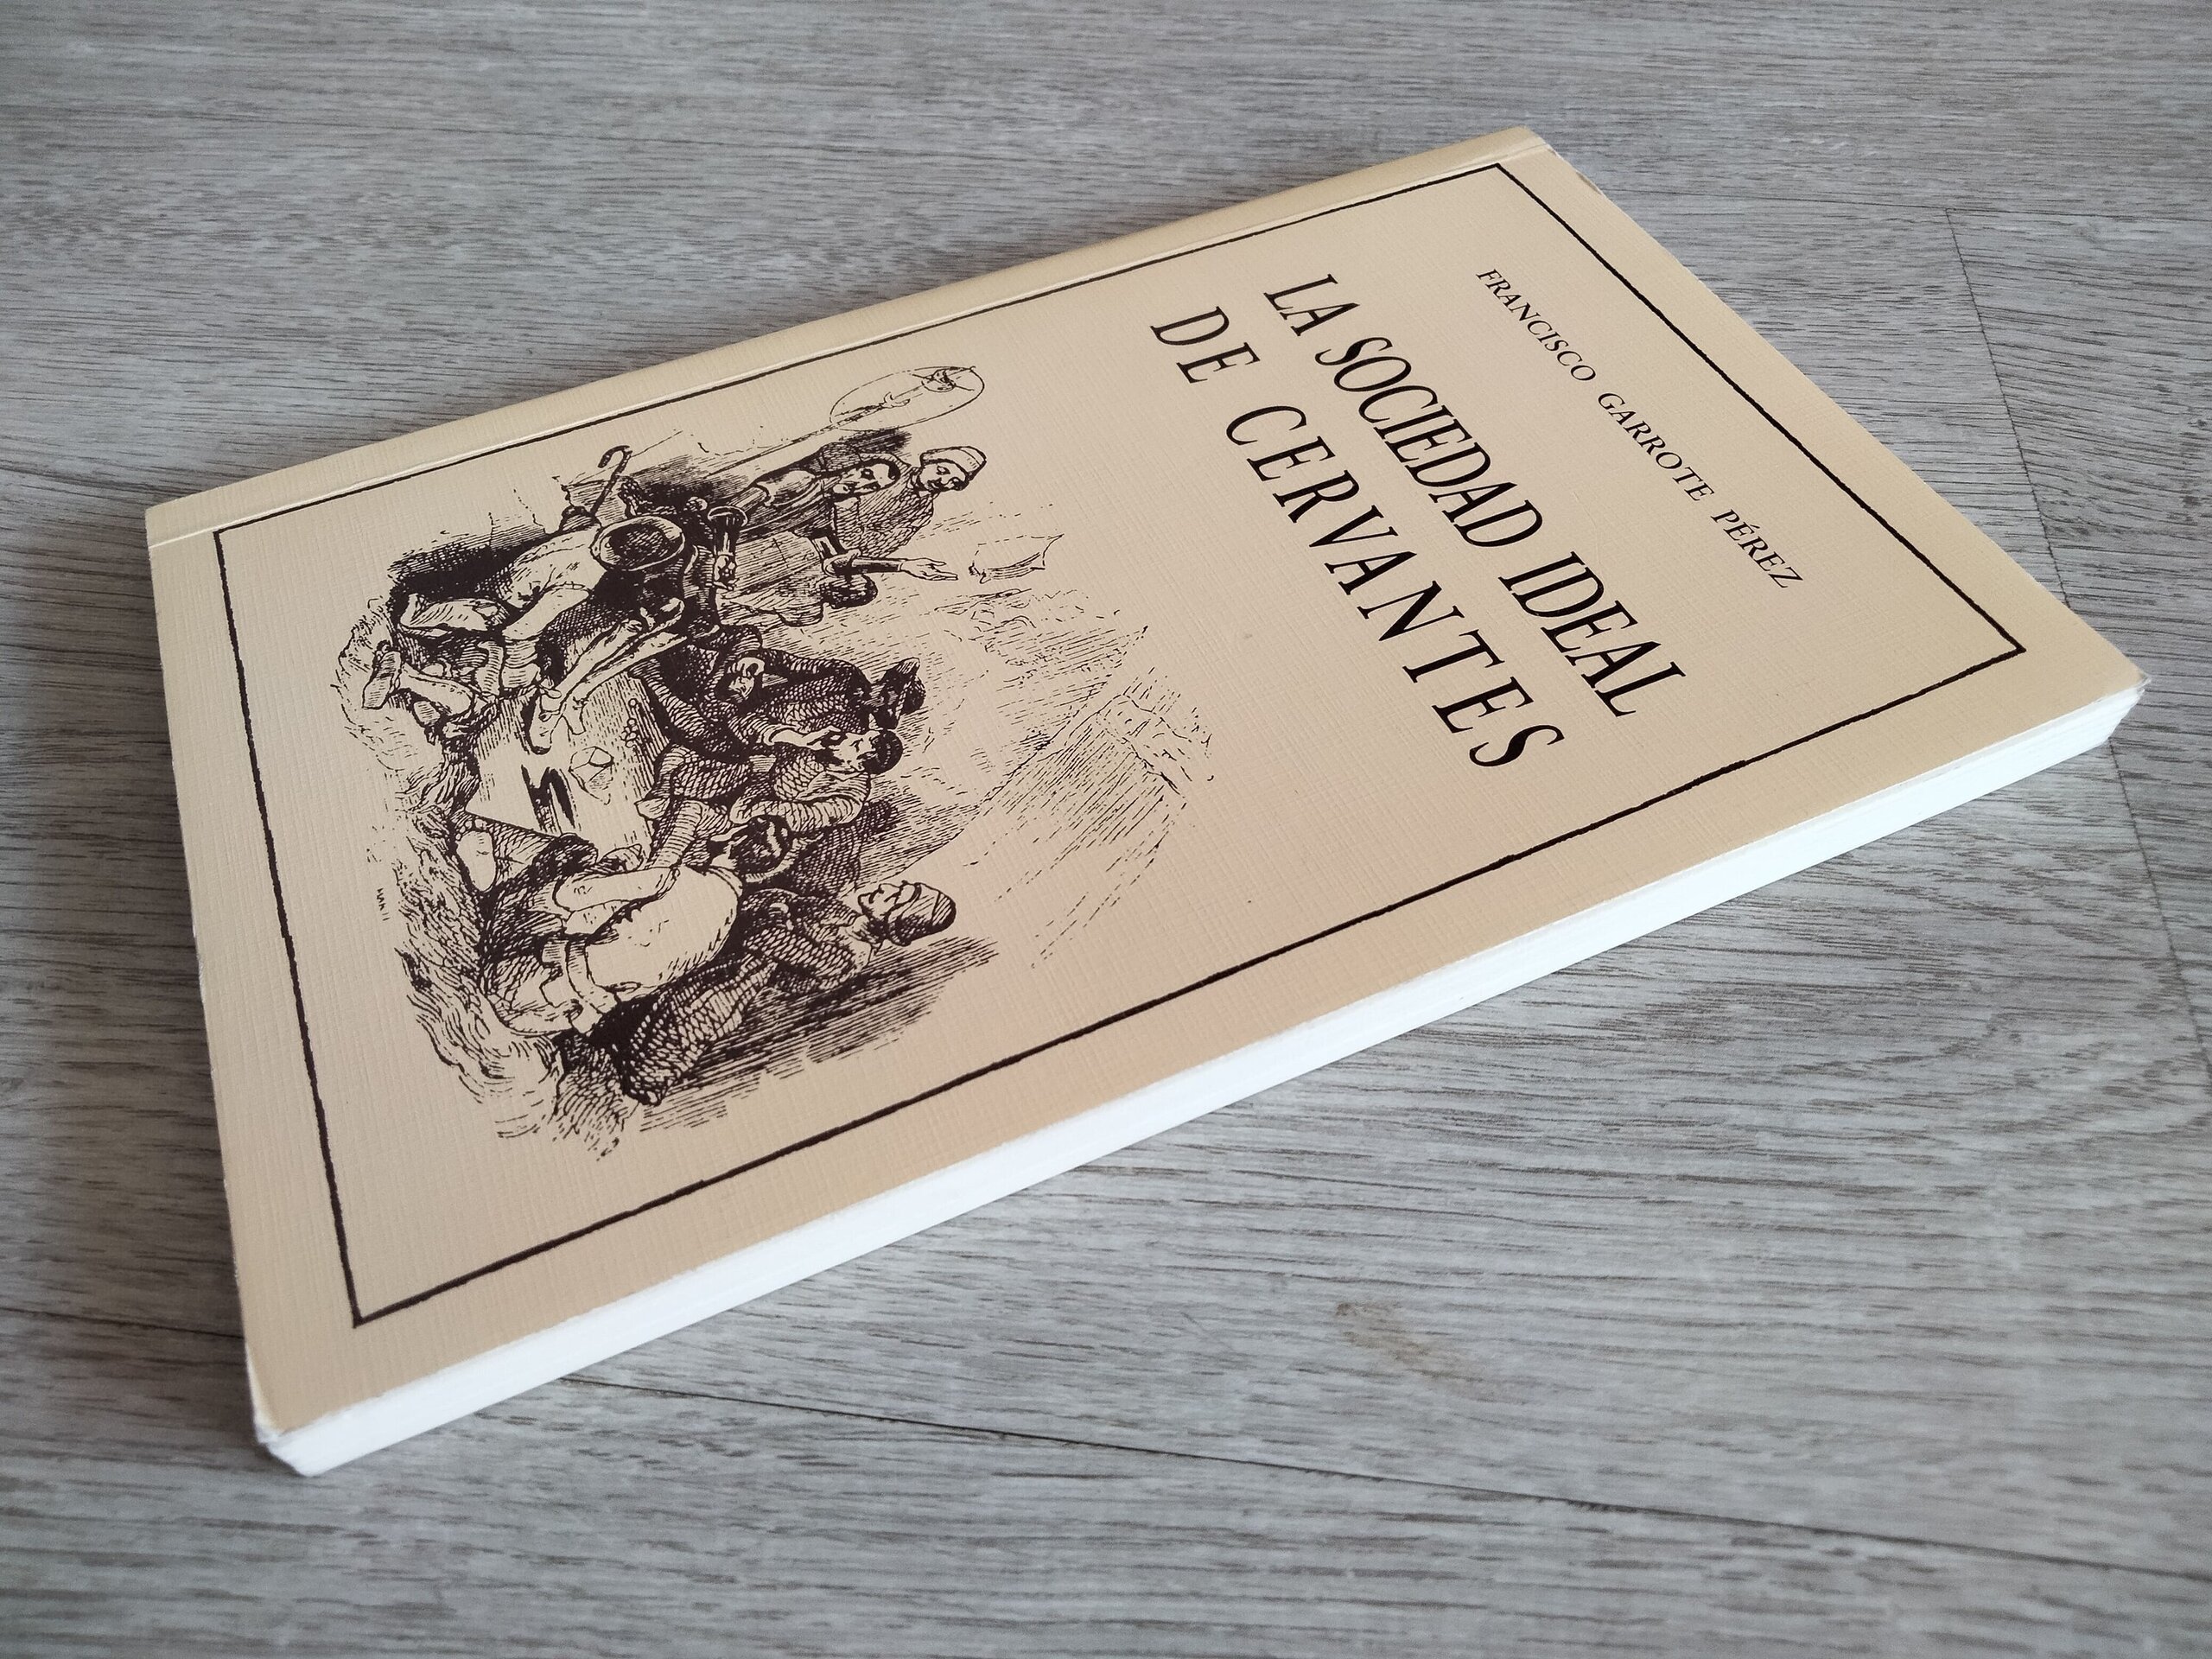 FRANCISCO GARROTE PÉREZ
LA SOCIEDAD IDEAL
DE CERVANTES